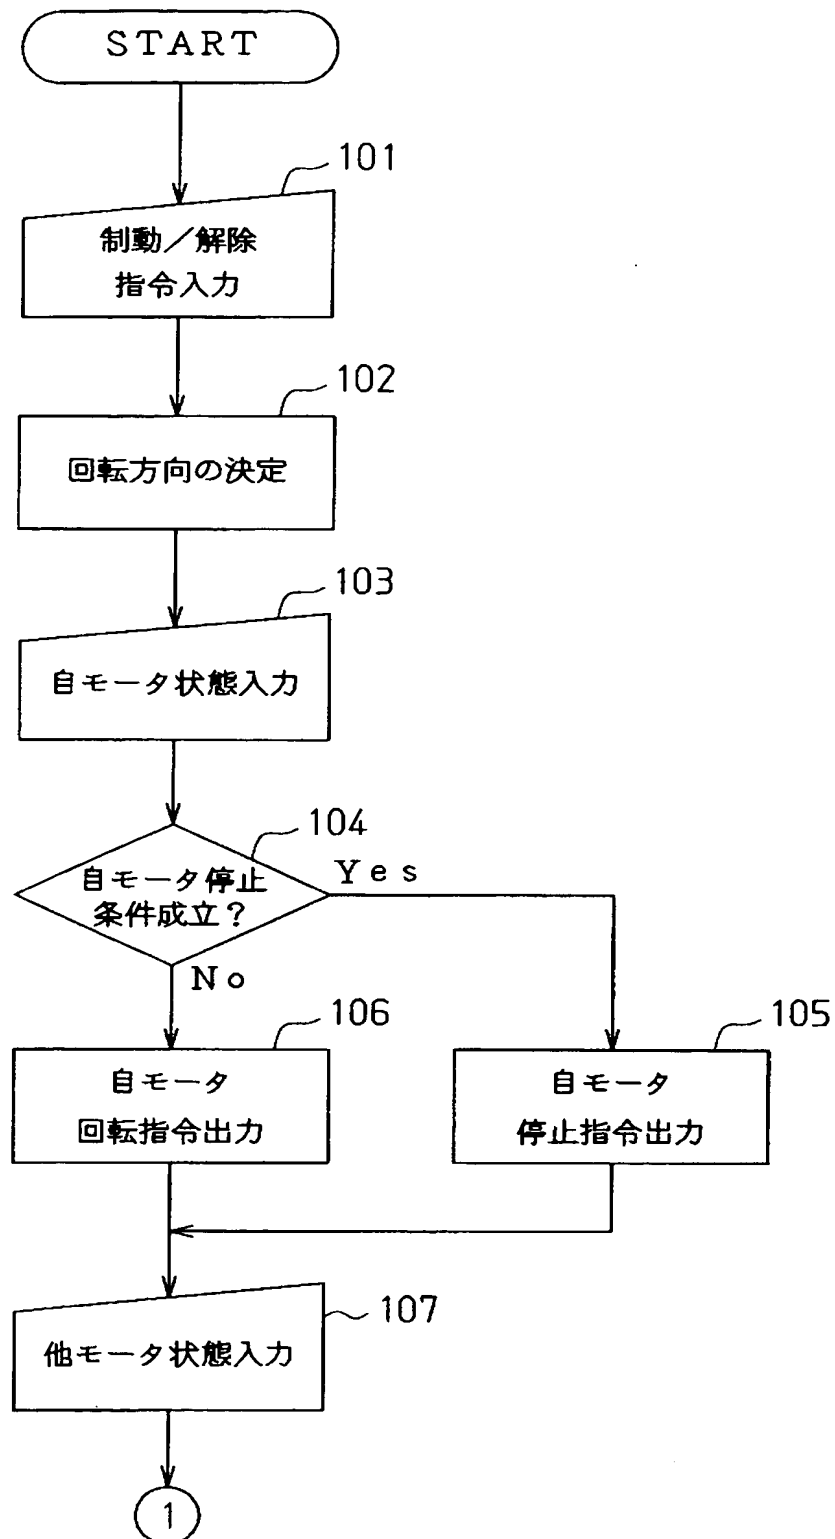 START
101
制動／解除
指令入力
102
回転方向の決定
103
自モータ状態入力
104
自モータ停止
条件成立？
Yes
No
106
自モータ
回転指令出力
105
自モータ
停止指令出力
107
他モータ状態入力
1